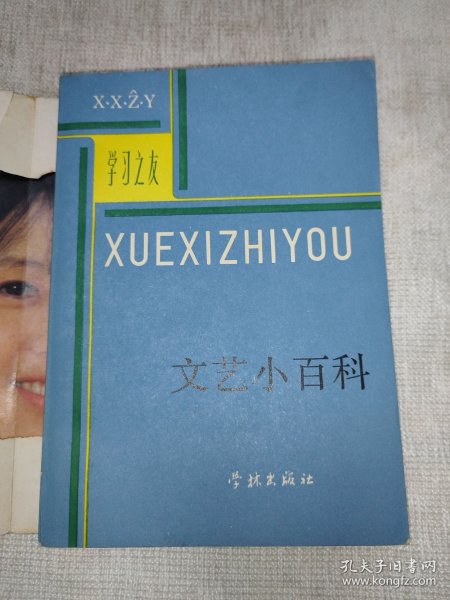 X·X·Ẑ·Y
学习之友
XUEXIZHIYOU
文艺小百科
学林出版社
孔夫子旧书网
www.kongfz.com